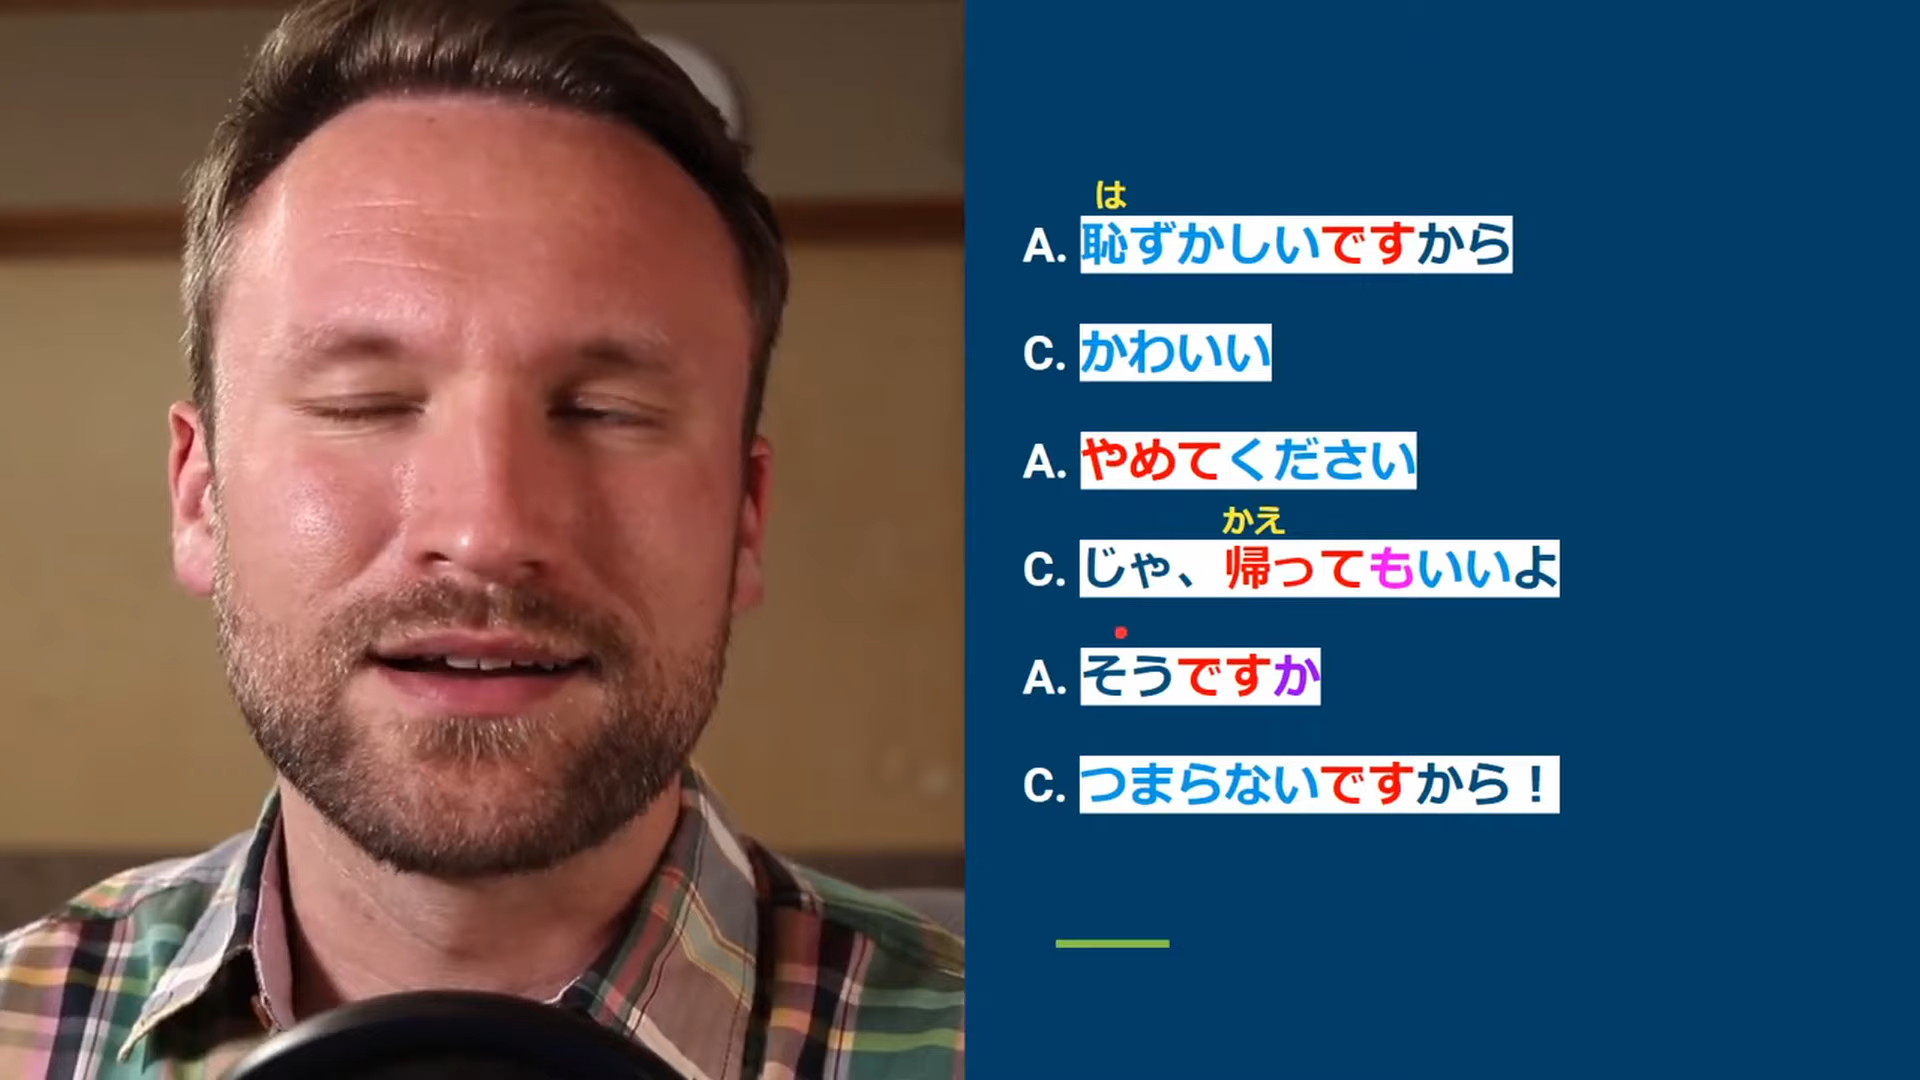 は
A. 恥ずかしいですから
C. かわいい
A. やめてください
かえ
C. じゃ、帰ってもいいよ
A. そうですか
C. つまらないですから！